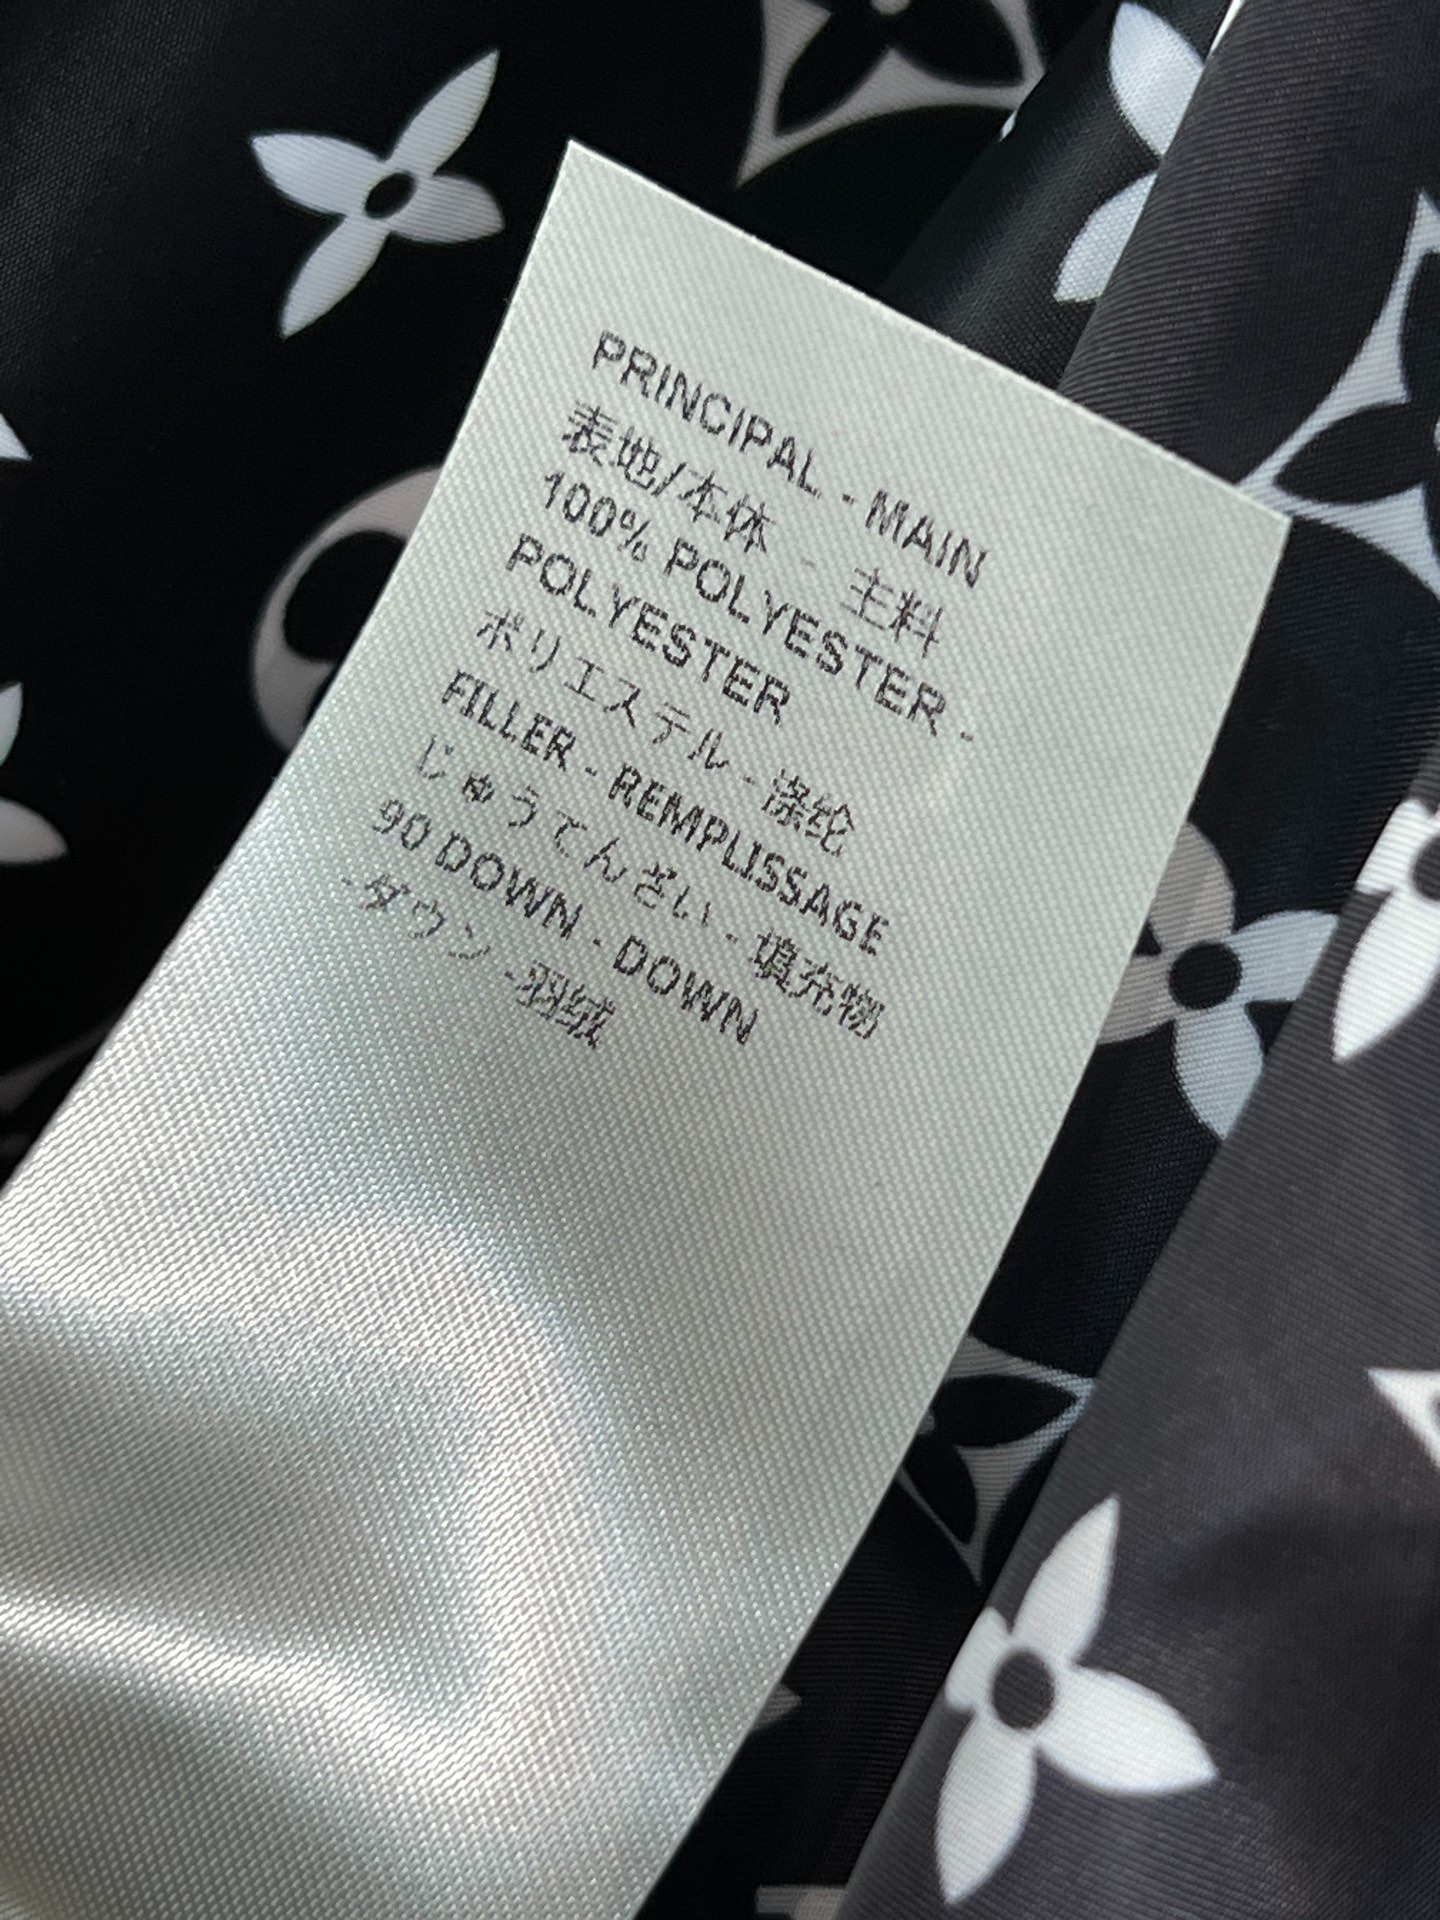 PRINCIPAL - MAIN
表地/本体 - 主料
100% POLYESTER -
POLYESTER
ポリエステル - 涤纶
FILLER - REMPLISSAGE
じゅうてんざい - 填充物
90 DOWN - DOWN
-ダウン -羽绒